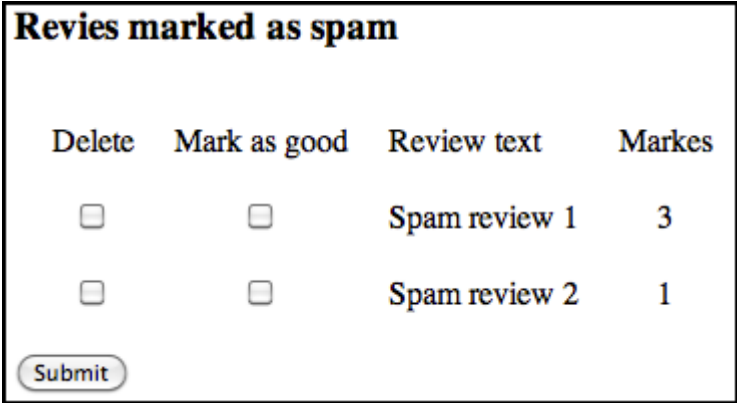 Revies marked as spam
Delete Mark as good Review text Markes
Spam review 1 3
Spam review 2 1
Submit